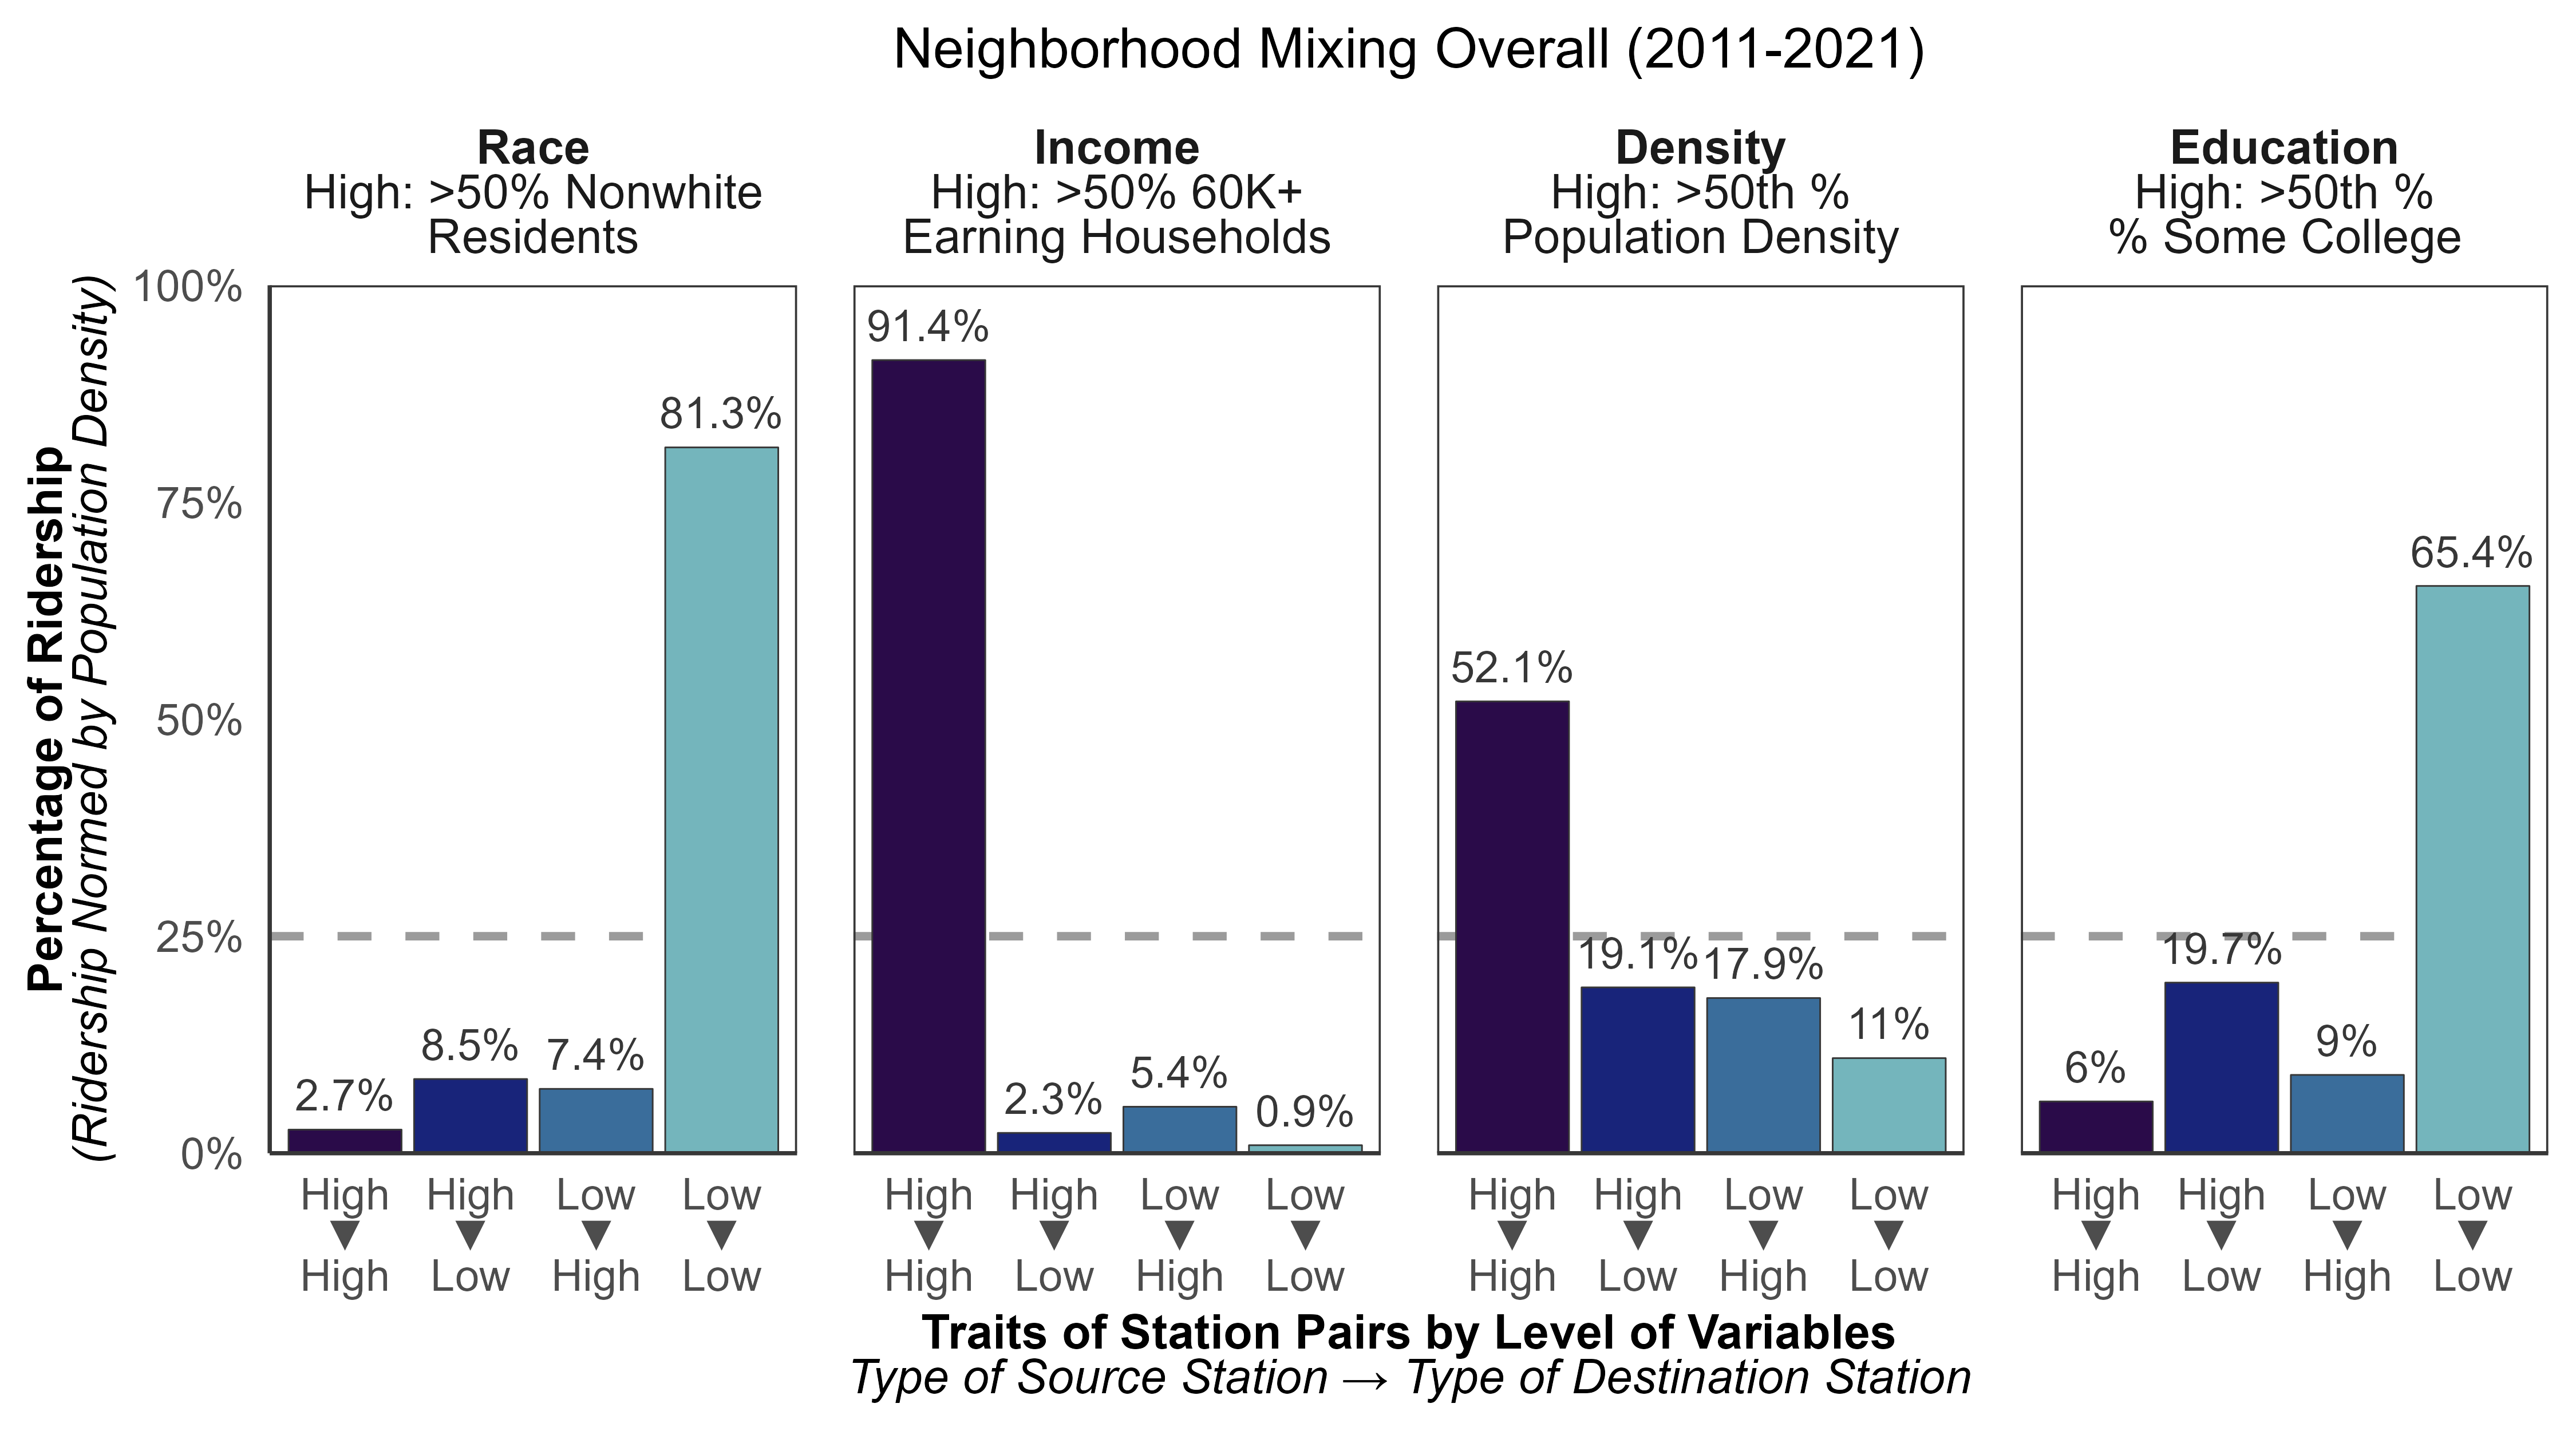 Neighborhood Mixing Overall (2011-2021)
Race
High: >50% Nonwhite
Residents
Income
High: >50% 60K+
Earning Households
Density
High: >50th %
Population Density
Education
High: >50th %
% Some College
Percentage of Ridership
(Ridership Normed by Population Density)
100%
75%
50%
25%
0%
2.7%
8.5%
7.4%
81.3%
91.4%
2.3%
5.4%
0.9%
52.1%
19.1%
17.9%
11%
6%
19.7%
9%
65.4%
High High Low Low
▼ ▼ ▼ ▼
High Low High Low
High High Low Low
▼ ▼ ▼ ▼
High Low High Low
High High Low Low
▼ ▼ ▼ ▼
High Low High Low
High High Low Low
▼ ▼ ▼ ▼
High Low High Low
Traits of Station Pairs by Level of Variables
Type of Source Station → Type of Destination Station